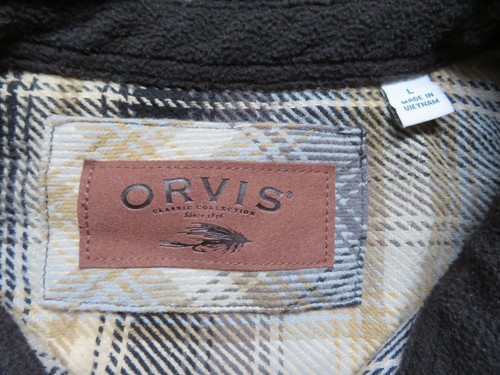 ORVIS®
CLASSIC COLLECTION
Since 1856
L
MADE IN
VIETNAM